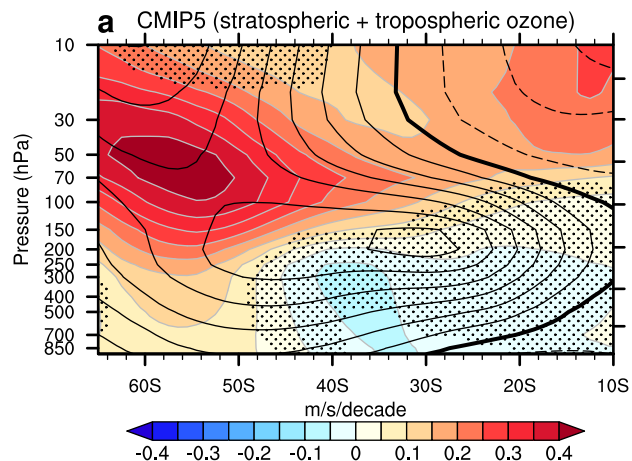 a CMIP5 (stratospheric + tropospheric ozone)
Pressure (hPa)
10
30
50
70
100
150
200
250
300
400
500
700
850
60S 50S 40S 30S 20S 10S
m/s/decade
-0.4 -0.3 -0.2 -0.1 0 0.1 0.2 0.3 0.4